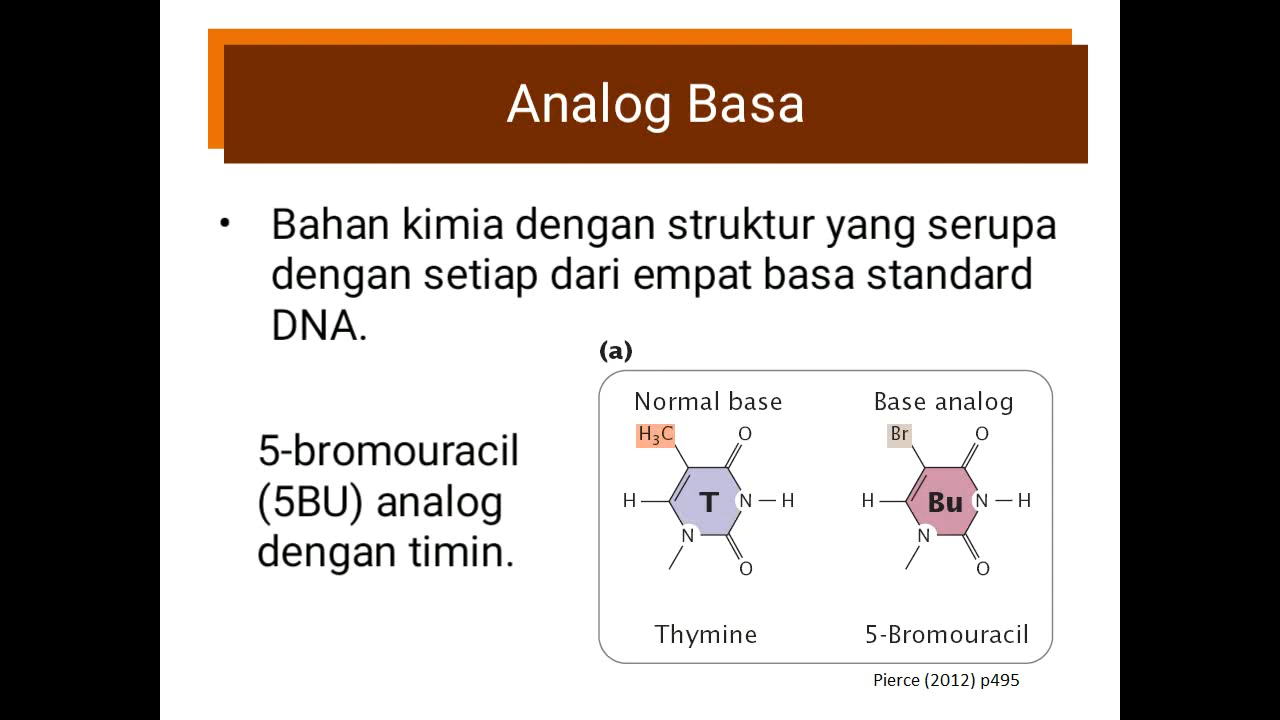 Analog Basa
• Bahan kimia dengan struktur yang serupa
dengan setiap dari empat basa standard
DNA.
5-bromouracil
(5BU) analog
dengan timin.
(a)
Normal base
H₃C
O
H
T
N
H
N
O
Thymine
Base analog
Br
O
H
Bu
N
H
N
O
5-Bromouracil
Pierce (2012) p495